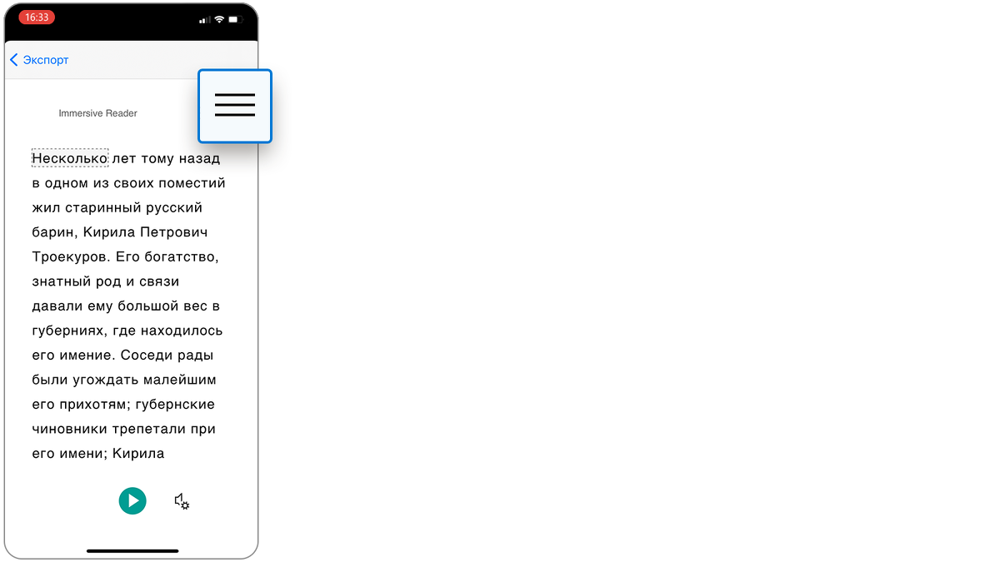 16:33
Экспорт
Immersive Reader
Несколько лет тому назад
в одном из своих поместий
жил старинный русский
барин, Кирила Петрович
Троекуров. Его богатство,
знатный род и связи
давали ему большой вес в
губерниях, где находилось
его имение. Соседи рады
были угождать малейшим
его прихотям; губернские
чиновники трепетали при
его имени; Кирила